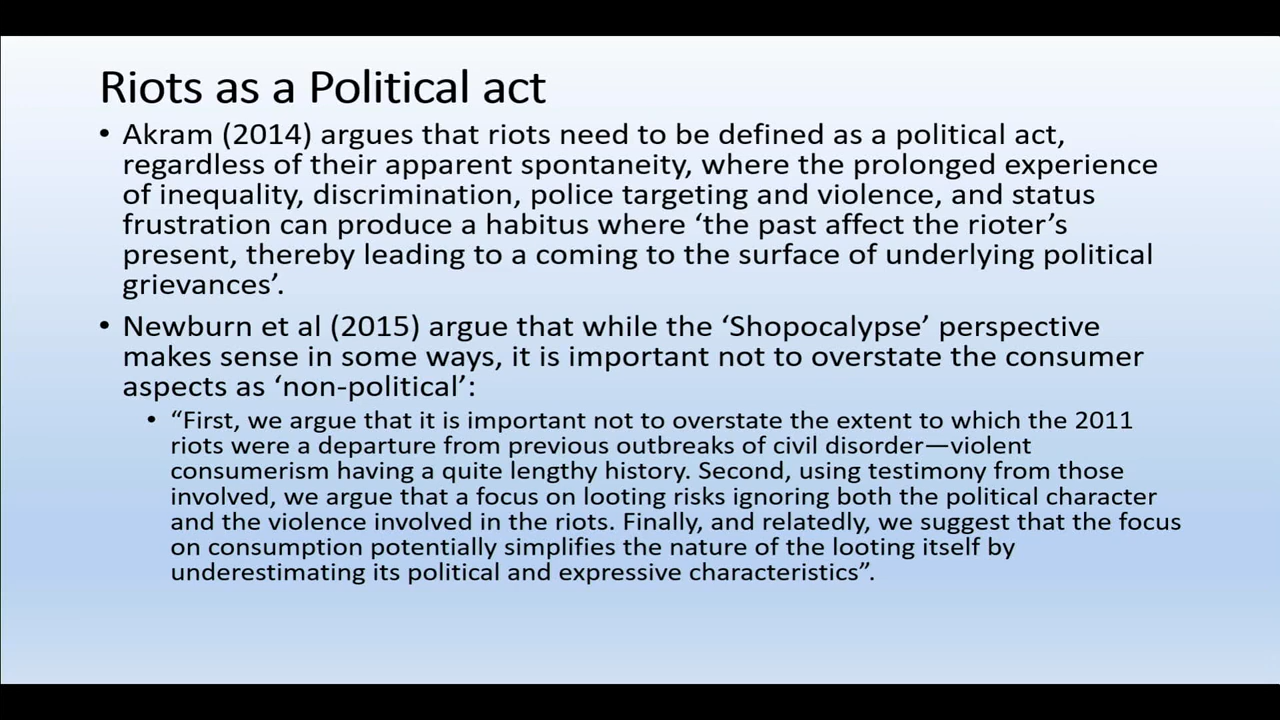 Riots as a Political act
• Akram (2014) argues that riots need to be defined as a political act,
regardless of their apparent spontaneity, where the prolonged experience
of inequality, discrimination, police targeting and violence, and status
frustration can produce a habitus where ‘the past affect the rioter’s
present, thereby leading to a coming to the surface of underlying political
grievances’.
• Newburn et al (2015) argue that while the ‘Shopocalypse’ perspective
makes sense in some ways, it is important not to overstate the consumer
aspects as ‘non-political’:
• “First, we argue that it is important not to overstate the extent to which the 2011
riots were a departure from previous outbreaks of civil disorder—violent
consumerism having a quite lengthy history. Second, using testimony from those
involved, we argue that a focus on looting risks ignoring both the political character
and the violence involved in the riots. Finally, and relatedly, we suggest that the focus
on consumption potentially simplifies the nature of the looting itself by
underestimating its political and expressive characteristics”.